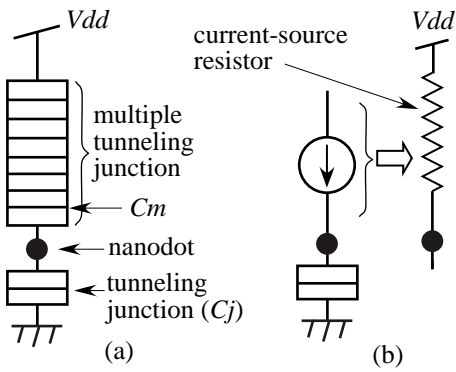 Vdd
multiple
tunneling
junction
Cm
nanodot
tunneling
junction (Cj)
(a)
current-source
resistor
Vdd
(b)